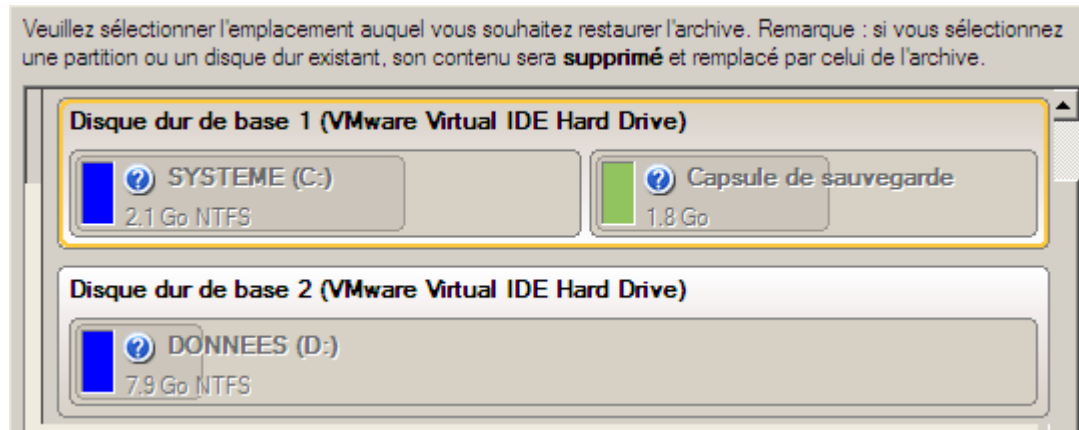 Veuillez sélectionner l'emplacement auquel vous souhaitez restaurer l'archive. Remarque : si vous sélectionnez
une partition ou un disque dur existant, son contenu sera supprimé et remplacé par celui de l'archive.
Disque dur de base 1 (VMware Virtual IDE Hard Drive)
SYSTEME (C:)
2.1 Go NTFS
Capsule de sauvegarde
1.8 Go
Disque dur de base 2 (VMware Virtual IDE Hard Drive)
DONNEES (D:)
7.9 Go NTFS